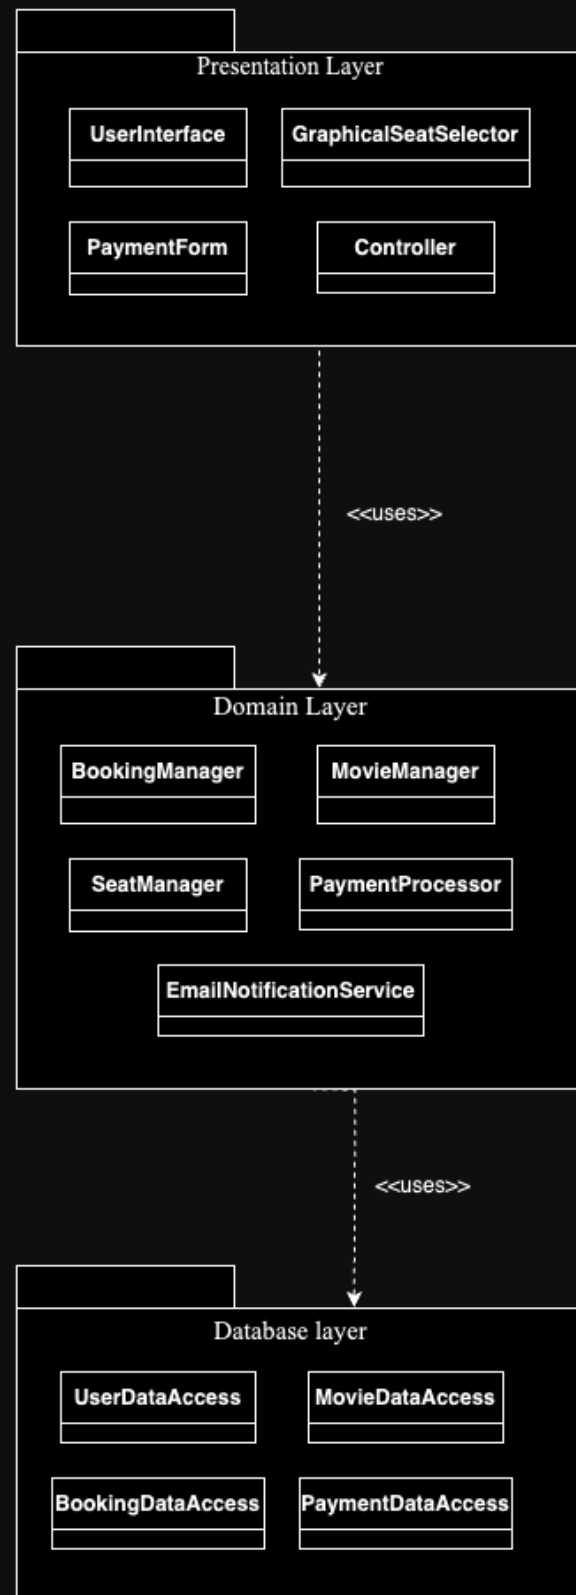 Presentation Layer
UserInterface
GraphicalSeatSelector
PaymentForm
Controller
<<uses>>
Domain Layer
BookingManager
MovieManager
SeatManager
PaymentProcessor
EmailNotificationService
<<uses>>
Database layer
UserDataAccess
MovieDataAccess
BookingDataAccess
PaymentDataAccess